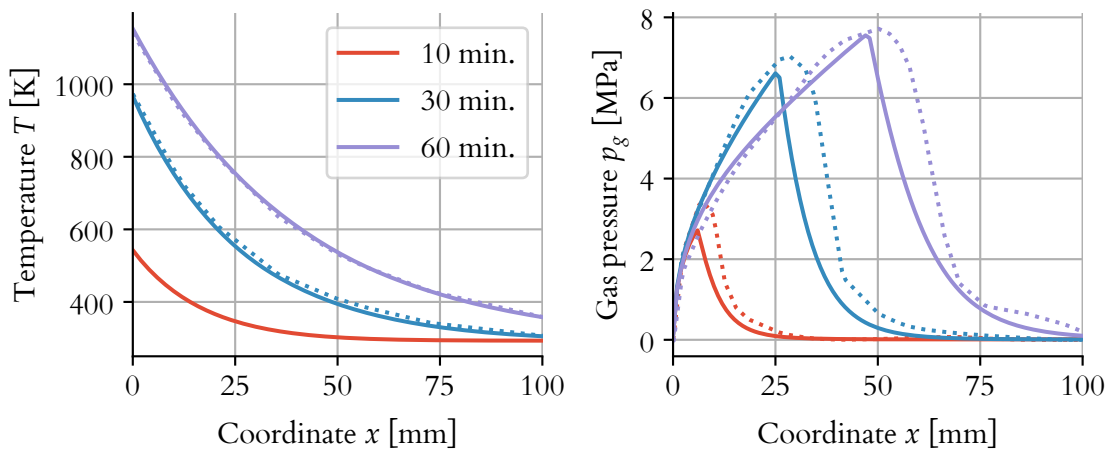 Temperature T [K]
1000
800
600
400
0
25
50
75
100
Coordinate x [mm]
10 min.
30 min.
60 min.
Gas pressure p_g [MPa]
8
6
4
2
0
0
25
50
75
100
Coordinate x [mm]